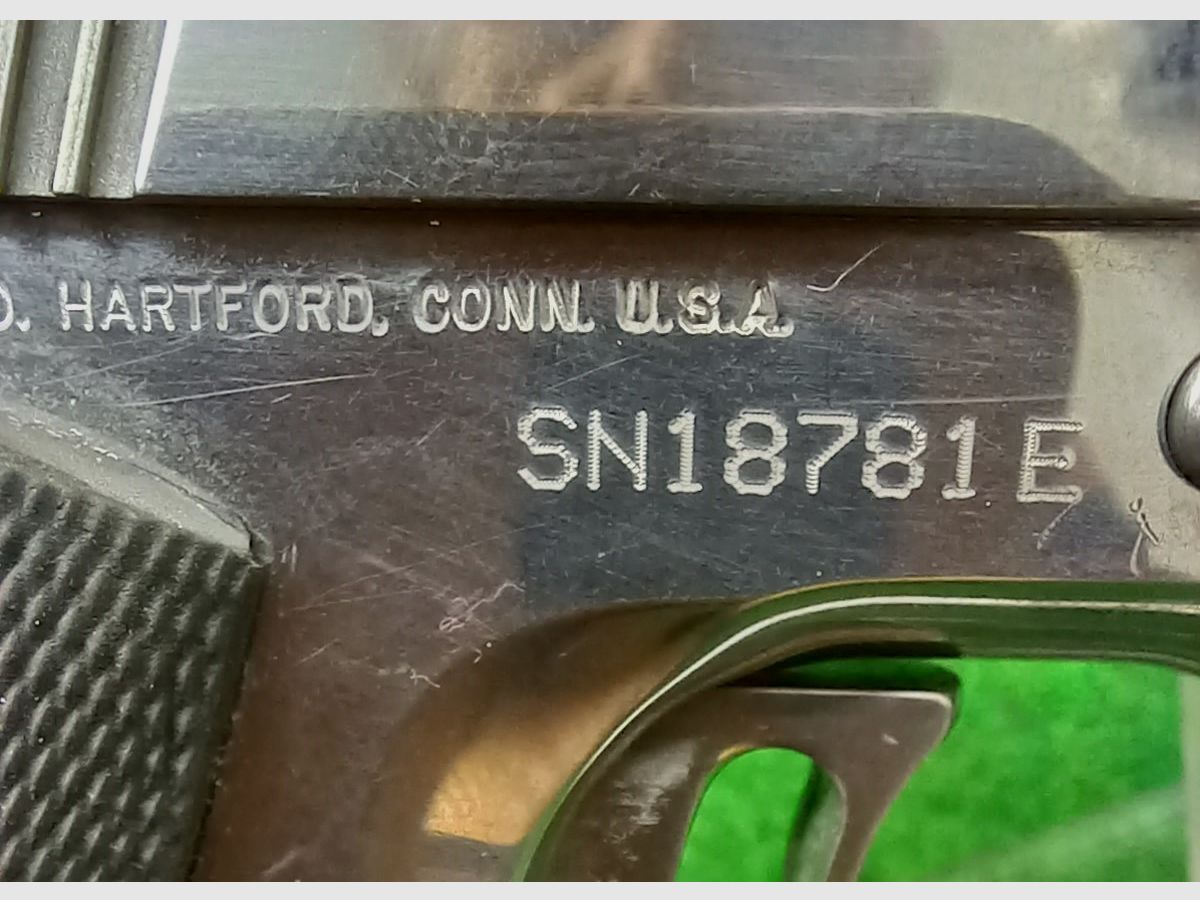 O. HARTFORD, CONN. U.S.A.
SN18781E